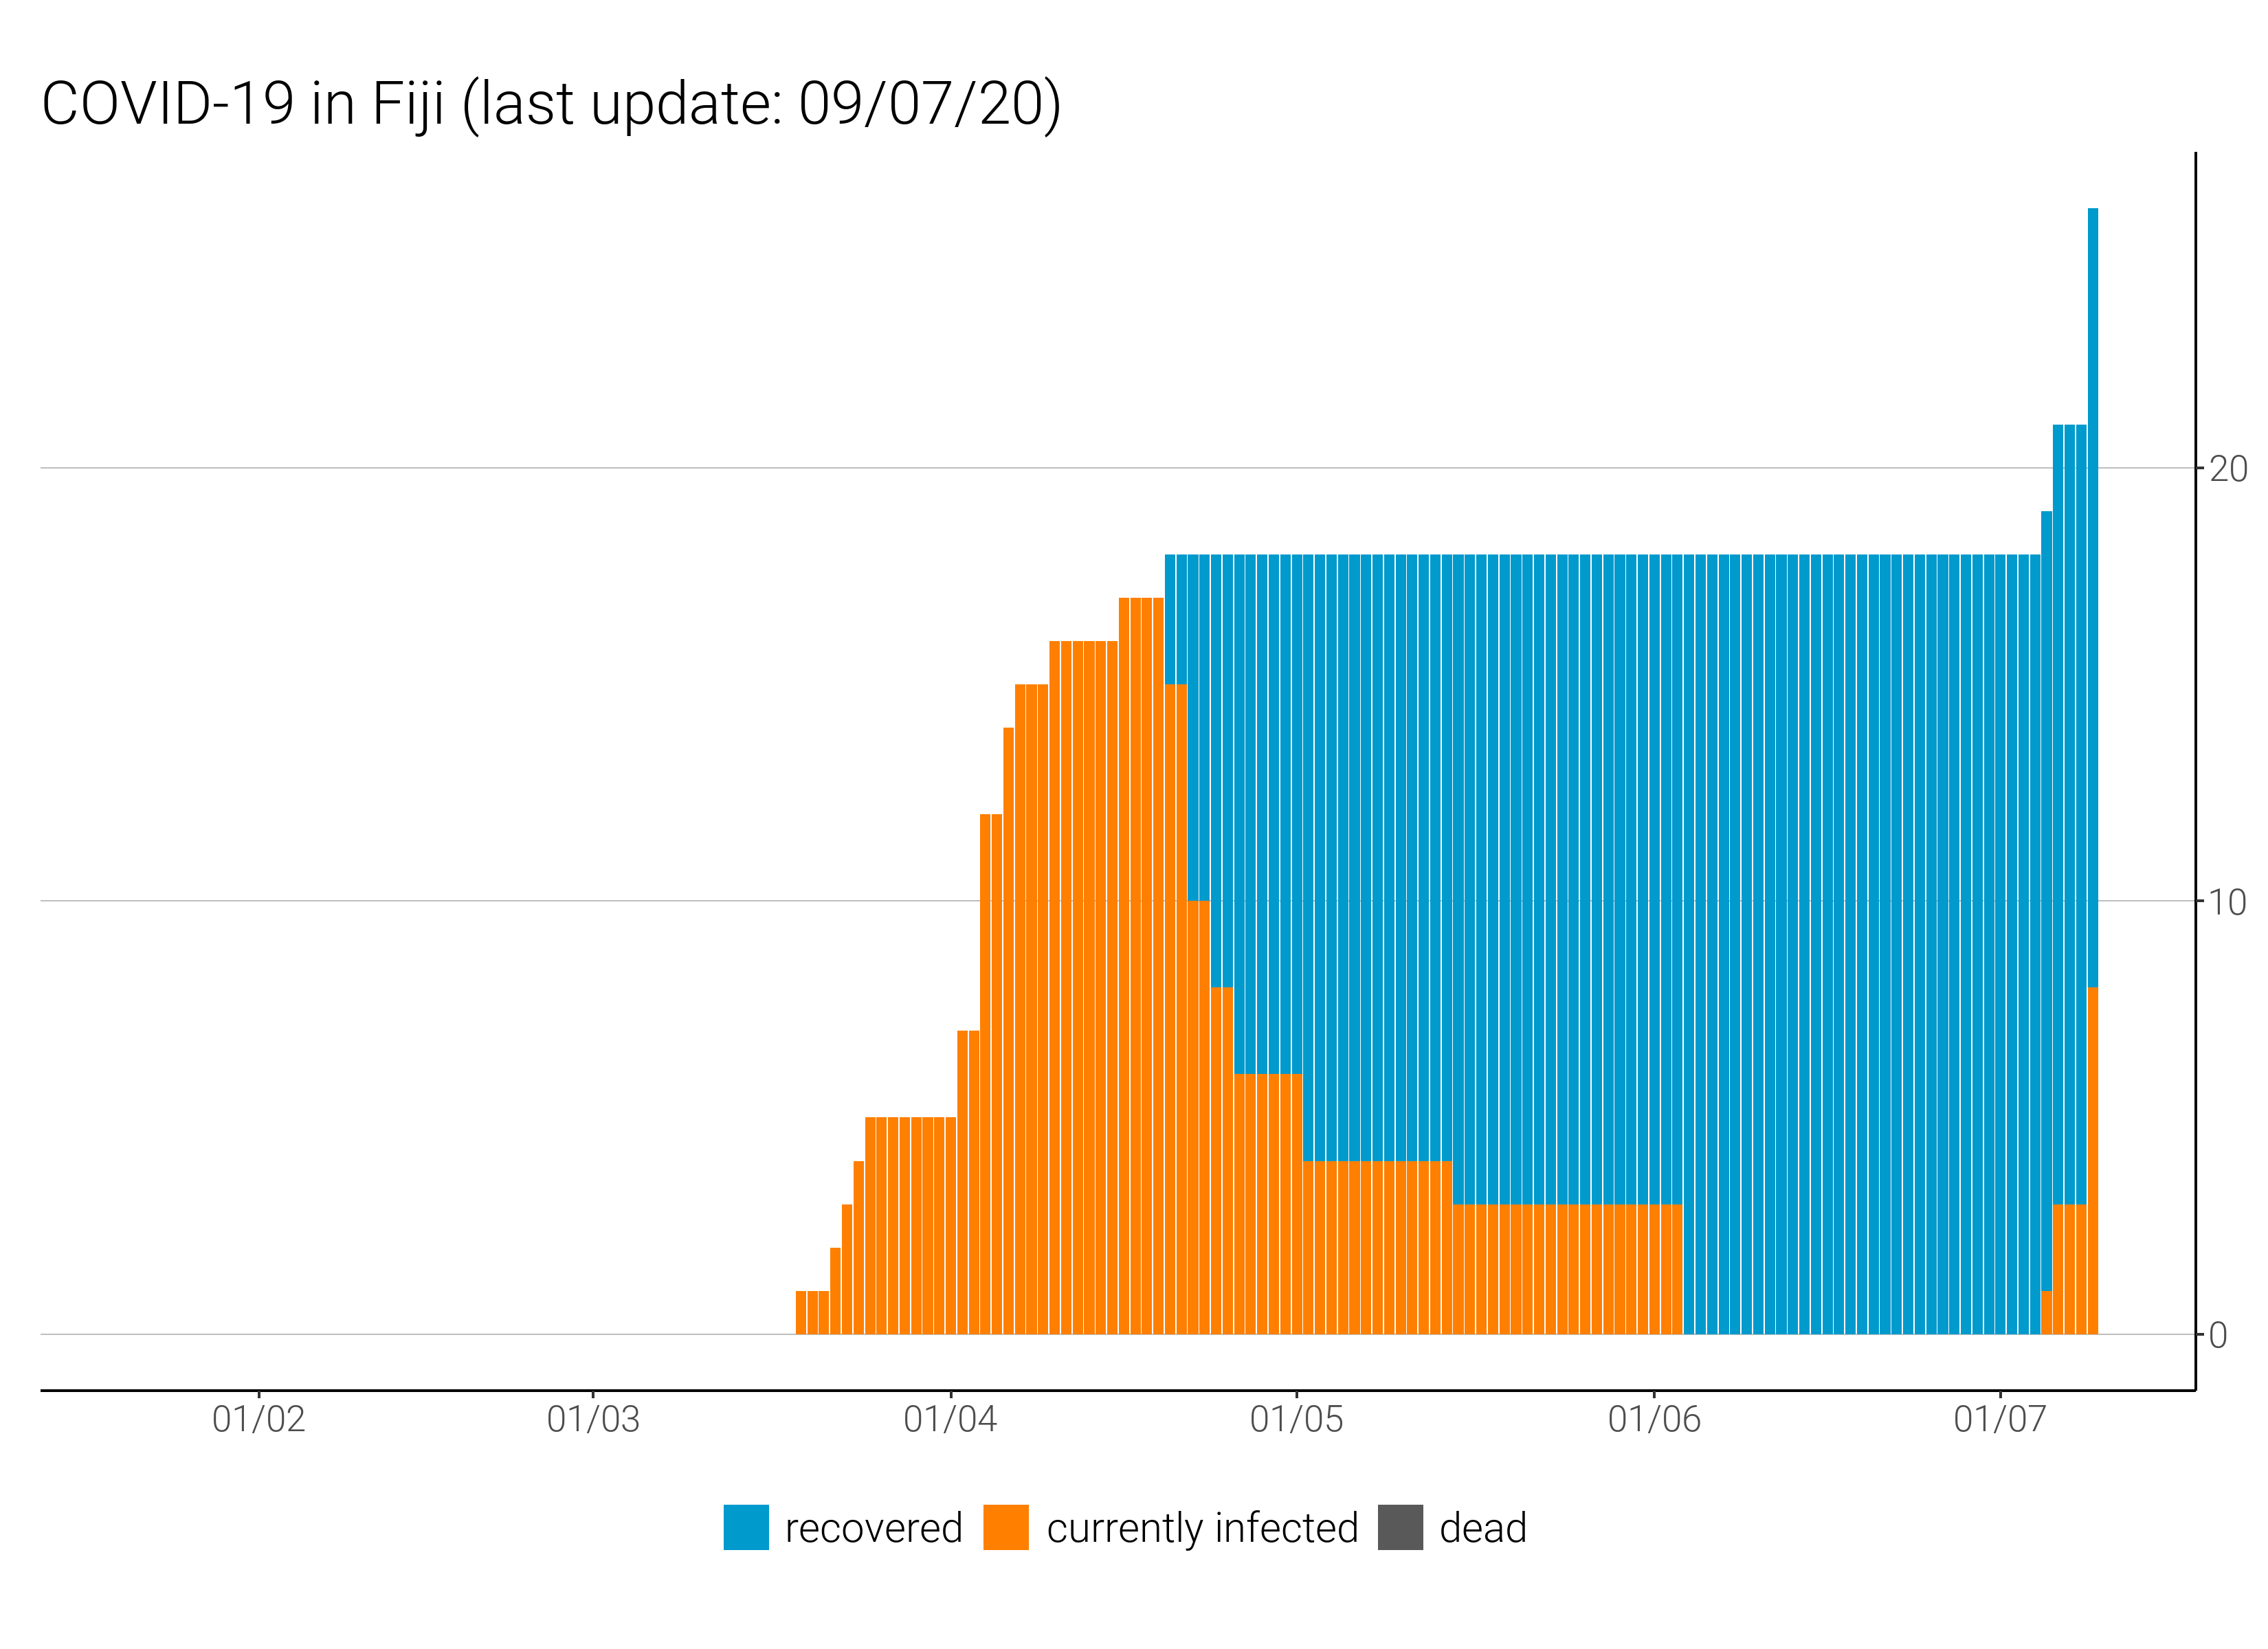 COVID-19 in Fiji (last update: 09/07/20)
20
10
0
01/02 01/03 01/04 01/05 01/06 01/07
recovered currently infected dead